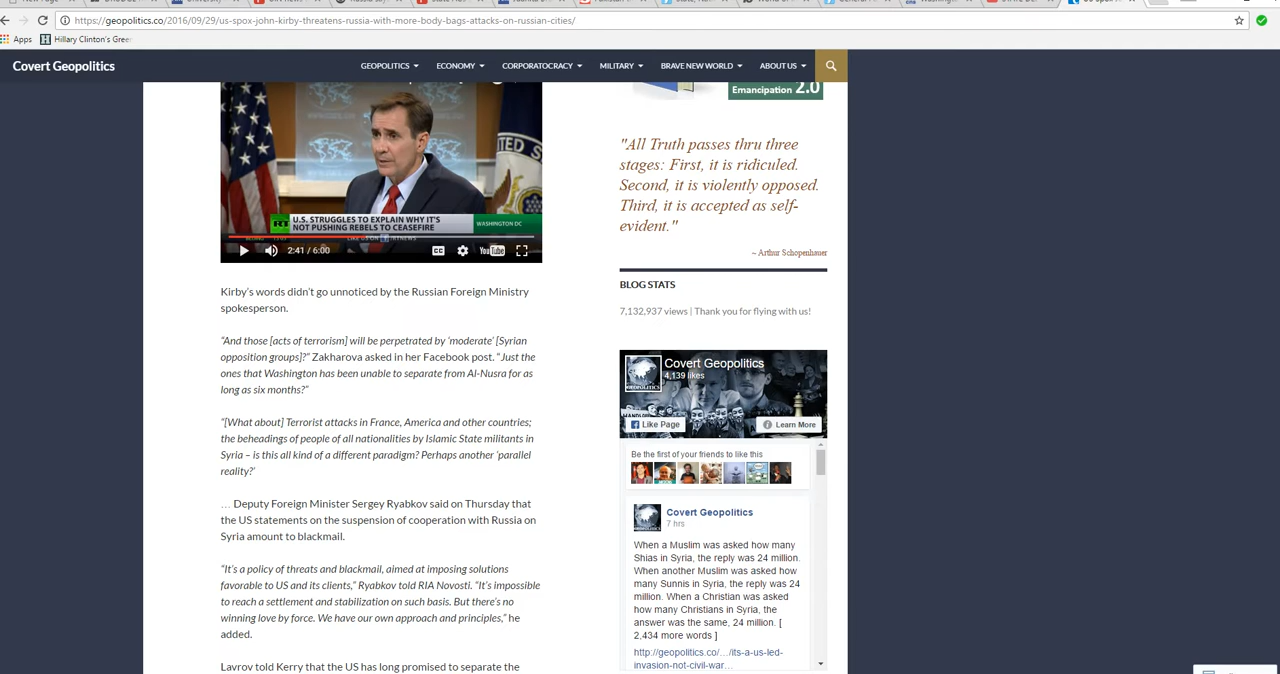 https://geopolitics.co/2016/09/29/us-spox-john-kirby-threatens-russia-with-more-body-bags-attacks-on-russian-cities/
Apps
Hillary Clinton's Gree
Covert Geopolitics
GEOPOLITICS
ECONOMY
CORPORATOCRACY
MILITARY
BRAVE NEW WORLD
ABOUT US
RT
U.S. STRUGGLES TO EXPLAIN WHY IT'S
NOT PUSHING REBELS TO CEASEFIRE
WASHINGTON DC
2:41 / 6:00
CC
YouTube
Kirby's words didn't go unnoticed by the Russian Foreign Ministry
spokesperson.
"And those [acts of terrorism] will be perpetrated by 'moderate' [Syrian
opposition groups]?" Zakharova asked in her Facebook post. "Just the
ones that Washington has been unable to separate from Al-Nusra for as
long as six months?"
"[What about] Terrorist attacks in France, America and other countries;
the beheadings of people of all nationalities by Islamic State militants in
Syria – is this all kind of a different paradigm? Perhaps another 'parallel
reality?'
… Deputy Foreign Minister Sergey Ryabkov said on Thursday that
the US statements on the suspension of cooperation with Russia on
Syria amount to blackmail.
"It's a policy of threats and blackmail, aimed at imposing solutions
favorable to US and its clients," Ryabkov told RIA Novosti. "It's impossible
to reach a settlement and stabilization on such basis. But there's no
winning love by force. We have our own approach and principles," he
added.
Lavrov told Kerry that the US has long promised to separate the
Emancipation 2.0
"All Truth passes thru three
stages: First, it is ridiculed.
Second, it is violently opposed.
Third, it is accepted as self-
evident."
~ Arthur Schopenhauer
BLOG STATS
7,132,937 views | Thank you for flying with us!
Covert Geopolitics
4,139 likes
Like Page
Learn More
Be the first of your friends to like this
Covert Geopolitics
7 hrs
When a Muslim was asked how many
Shias in Syria, the reply was 24 million.
When another Muslim was asked how
many Sunnis in Syria, the reply was 24
million. When a Christian was asked
how many Christians in Syria, the
answer was the same, 24 million. [
2,434 more words ]
http://geopolitics.co/…/its-a-us-led-
invasion-not-civil-war…